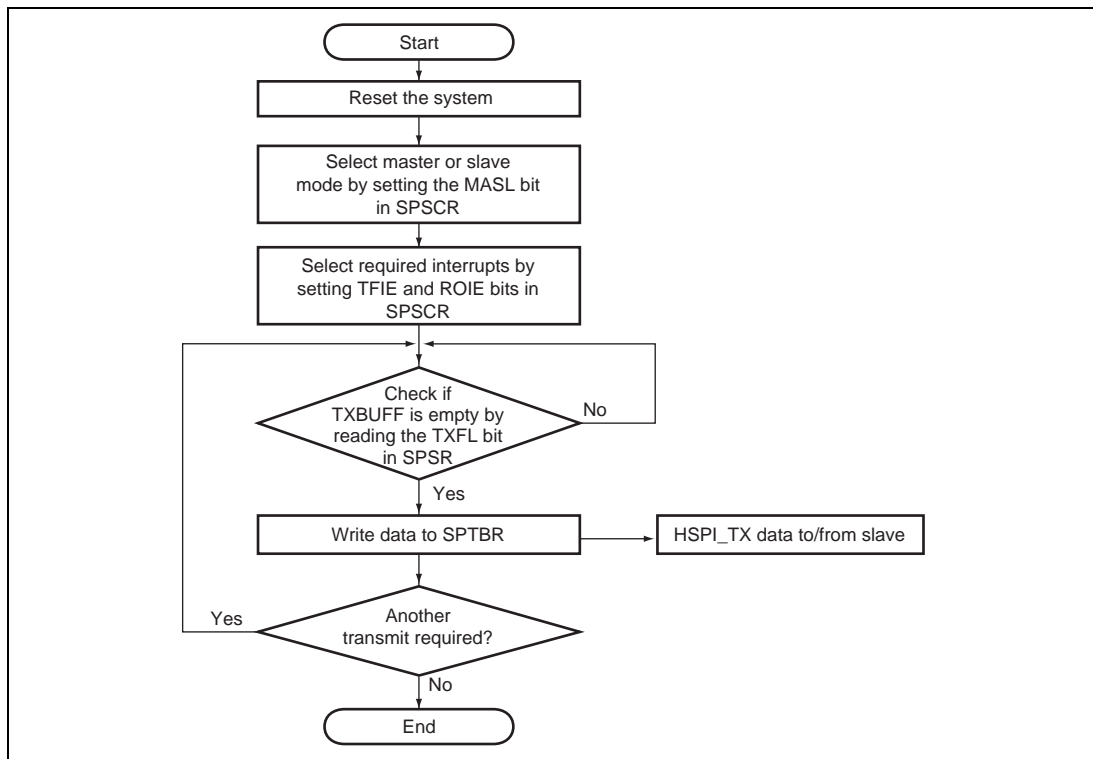 Start
Reset the system
Select master or slave
mode by setting the MASL bit
in SPSCR
Select required interrupts by
setting TFIE and ROIE bits in
SPSCR
Check if
TXBUFF is empty by
reading the TXFL bit
in SPSR
No
Yes
Write data to SPTBR
HSPI_TX data to/from slave
Yes
Another
transmit required?
No
End